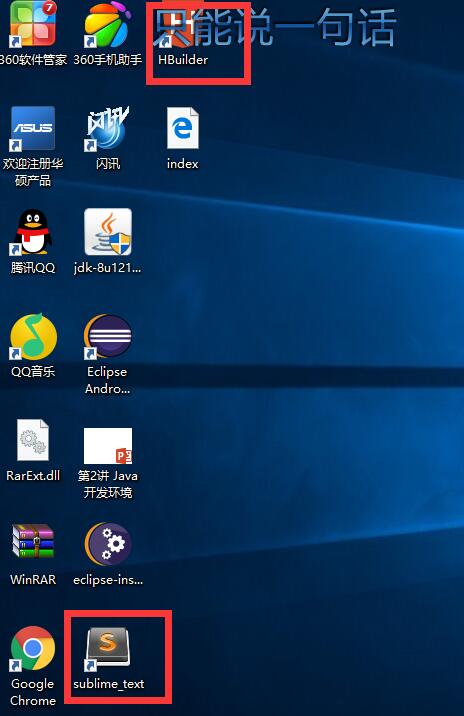 7
只能说一句话
360软件管家
360手机助手
HBuilder
ASUS
欢迎注册华
硕产品
闪讯
闪讯
e
index
腾讯QQ
jdk-8u121...
QQ音乐
Eclipse
Andro...
RarExt.dll
P
第2讲 Java
开发环境
WinRAR
eclipse-ins...
Google
Chrome
S
sublime_text